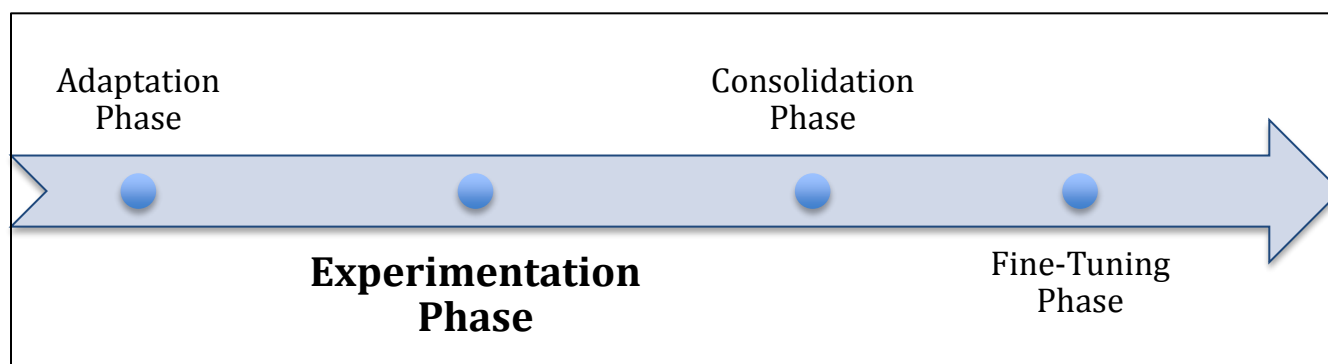 Adaptation
Phase
Experimentation
Phase
Consolidation
Phase
Fine-Tuning
Phase